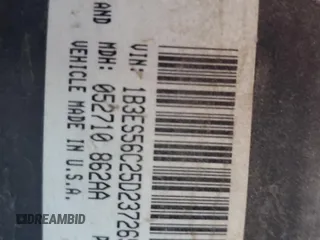 VIN: 1B3ES56C25D23726
AND MDH: 052710 862AA
VEHICLE MADE IN U.S.A.
DREAMBID